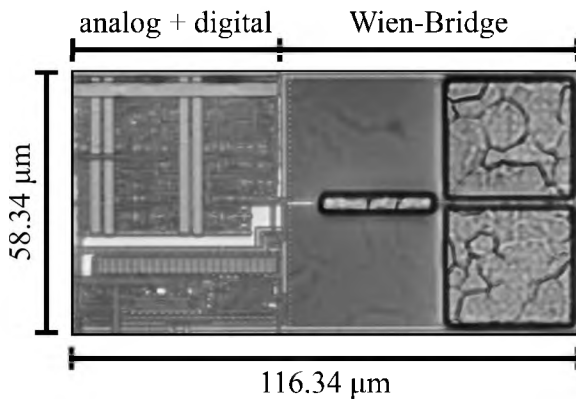 analog + digital
Wien-Bridge
58.34 µm
116.34 µm